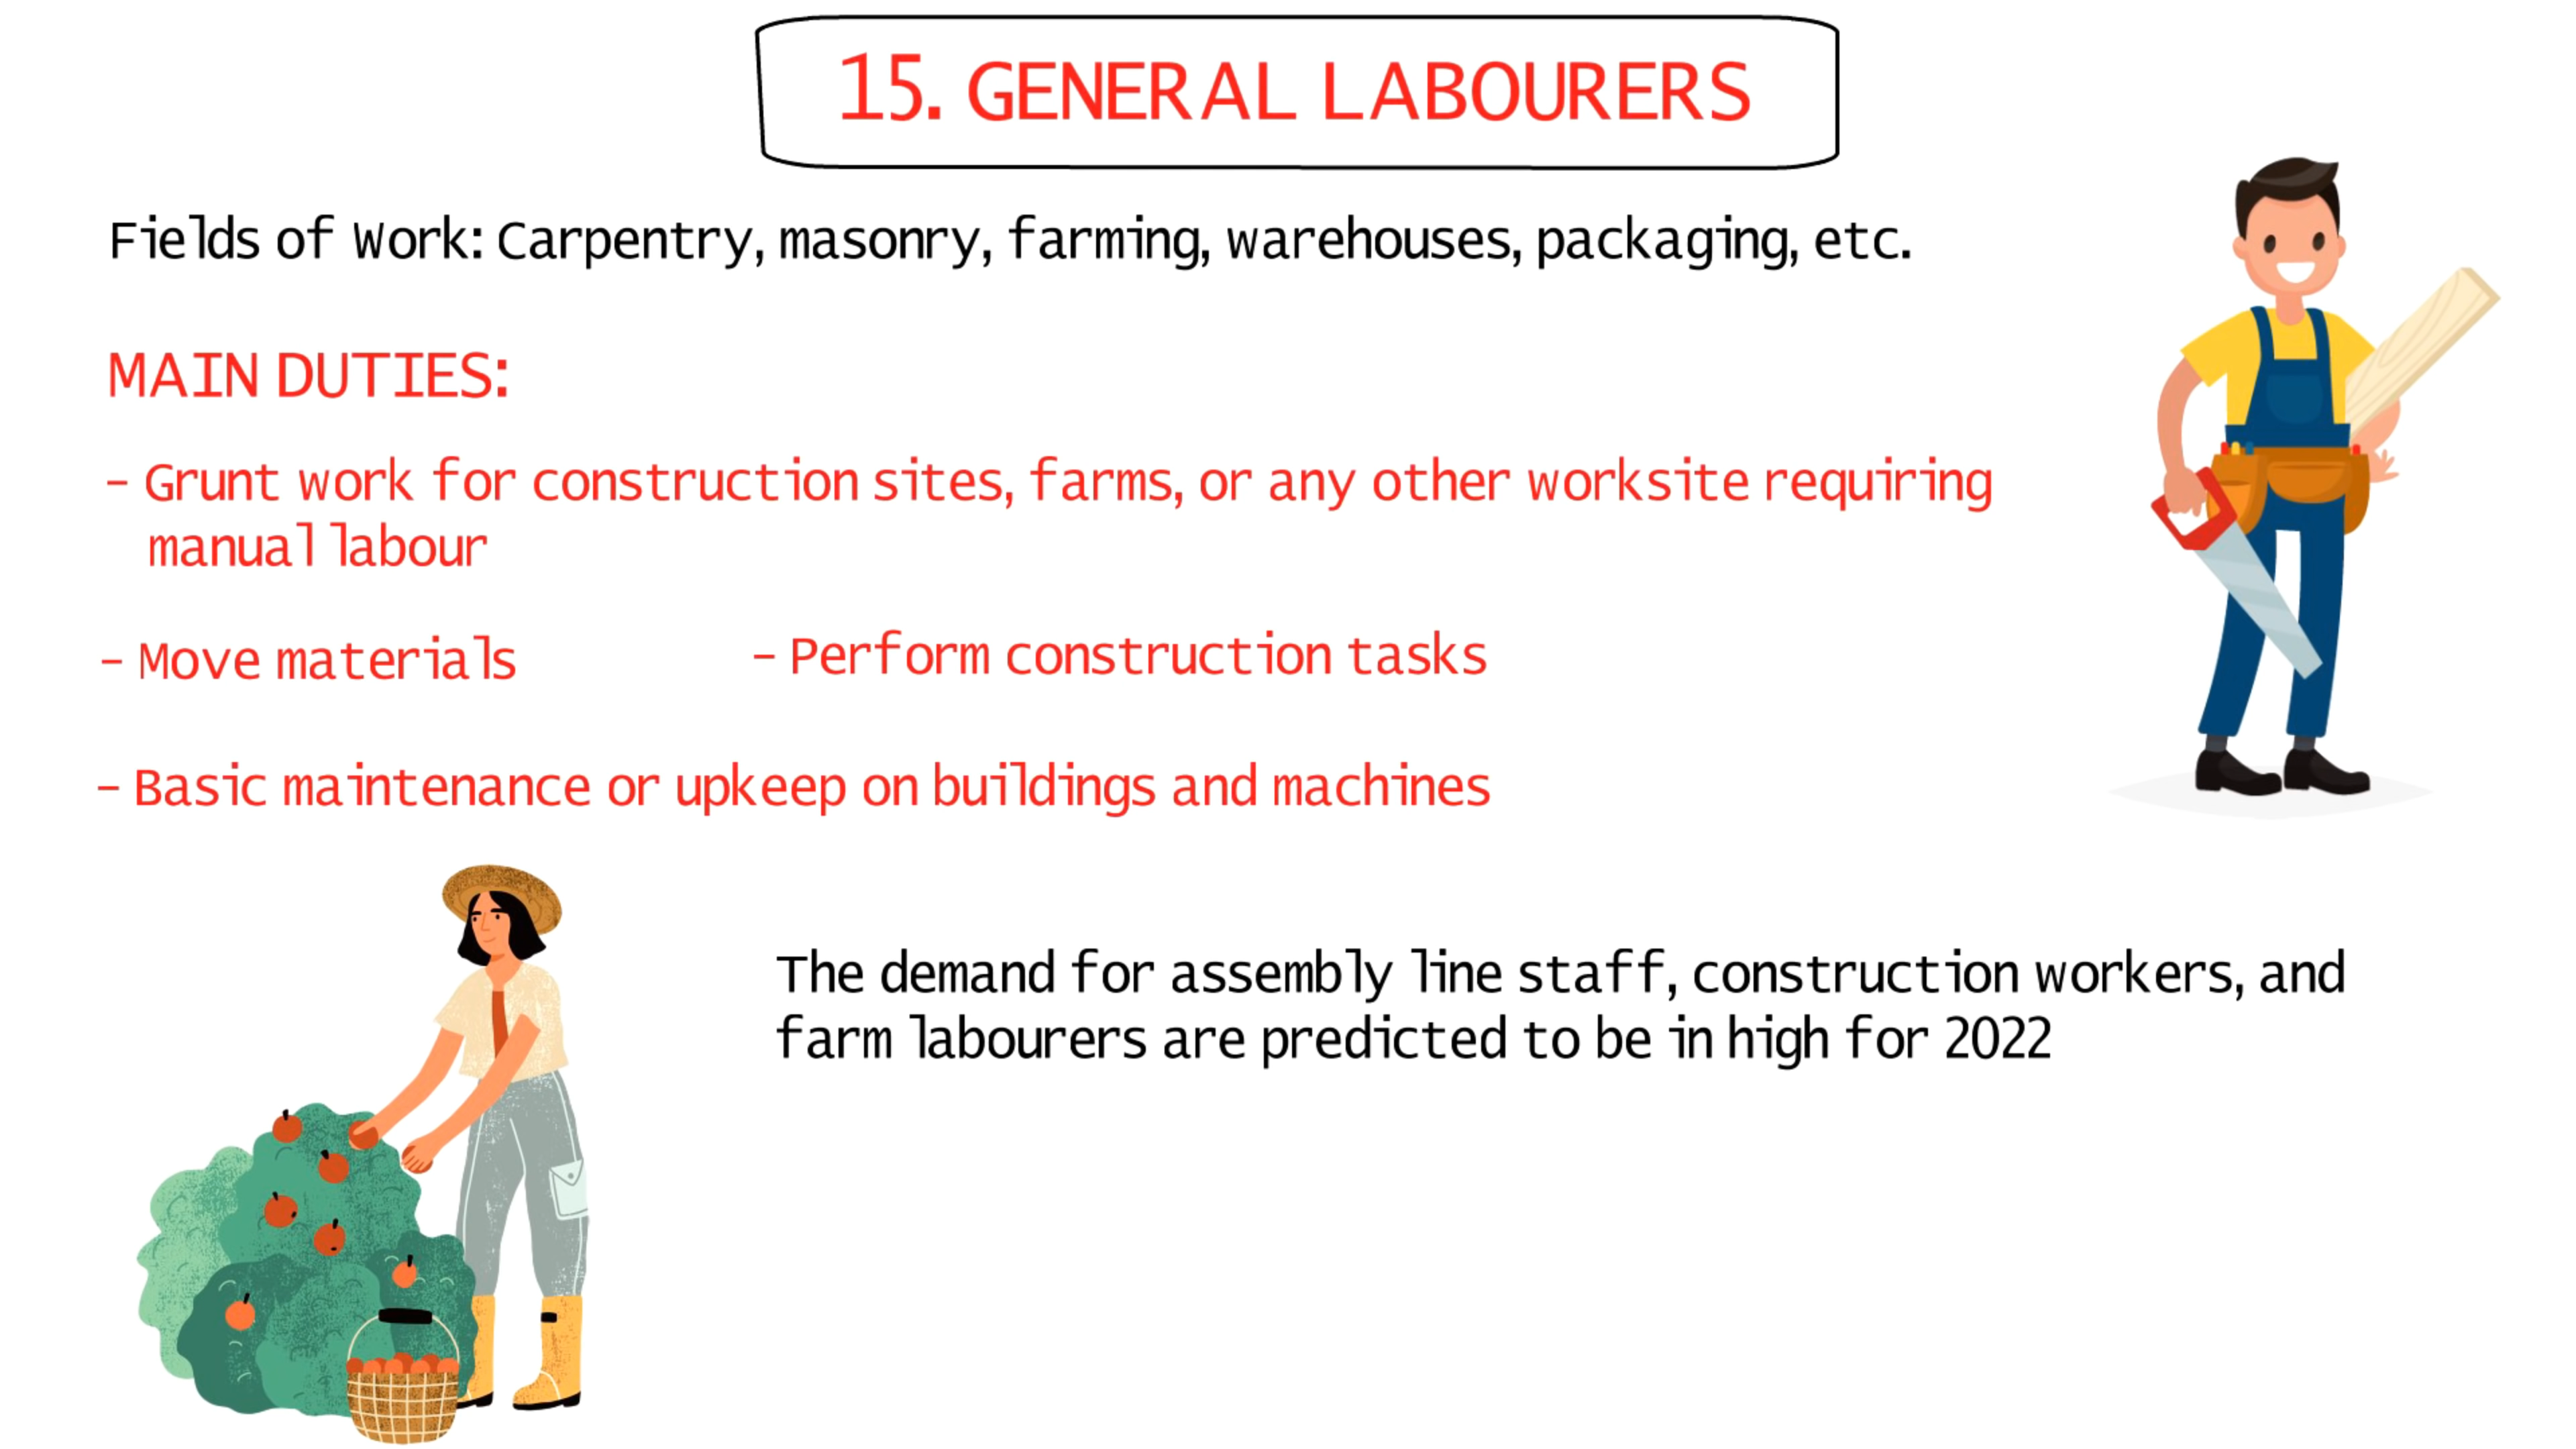 15. GENERAL LABOURERS
Fields of Work: Carpentry, masonry, farming, warehouses, packaging, etc.
MAIN DUTIES:
- Grunt work for construction sites, farms, or any other worksite requiring
manual labour
- Move materials
- Perform construction tasks
- Basic maintenance or upkeep on buildings and machines
The demand for assembly line staff, construction workers, and
farm labourers are predicted to be in high for 2022